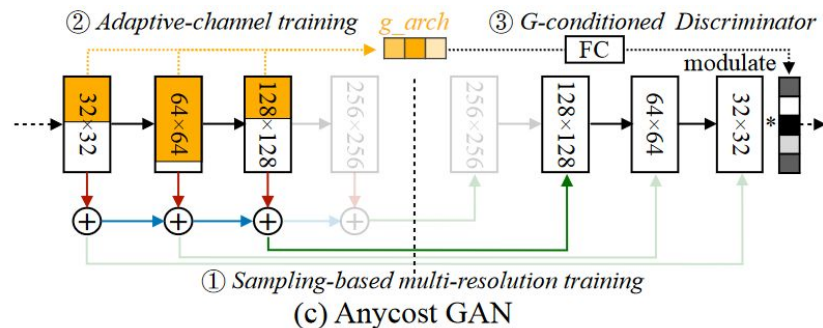 ② Adaptive-channel training g_arch ③ G-conditioned Discriminator
FC
modulate
32×32
64×64
128×128
256×256
256×256
128×128
64×64
32×32
*
① Sampling-based multi-resolution training
(c) Anycost GAN